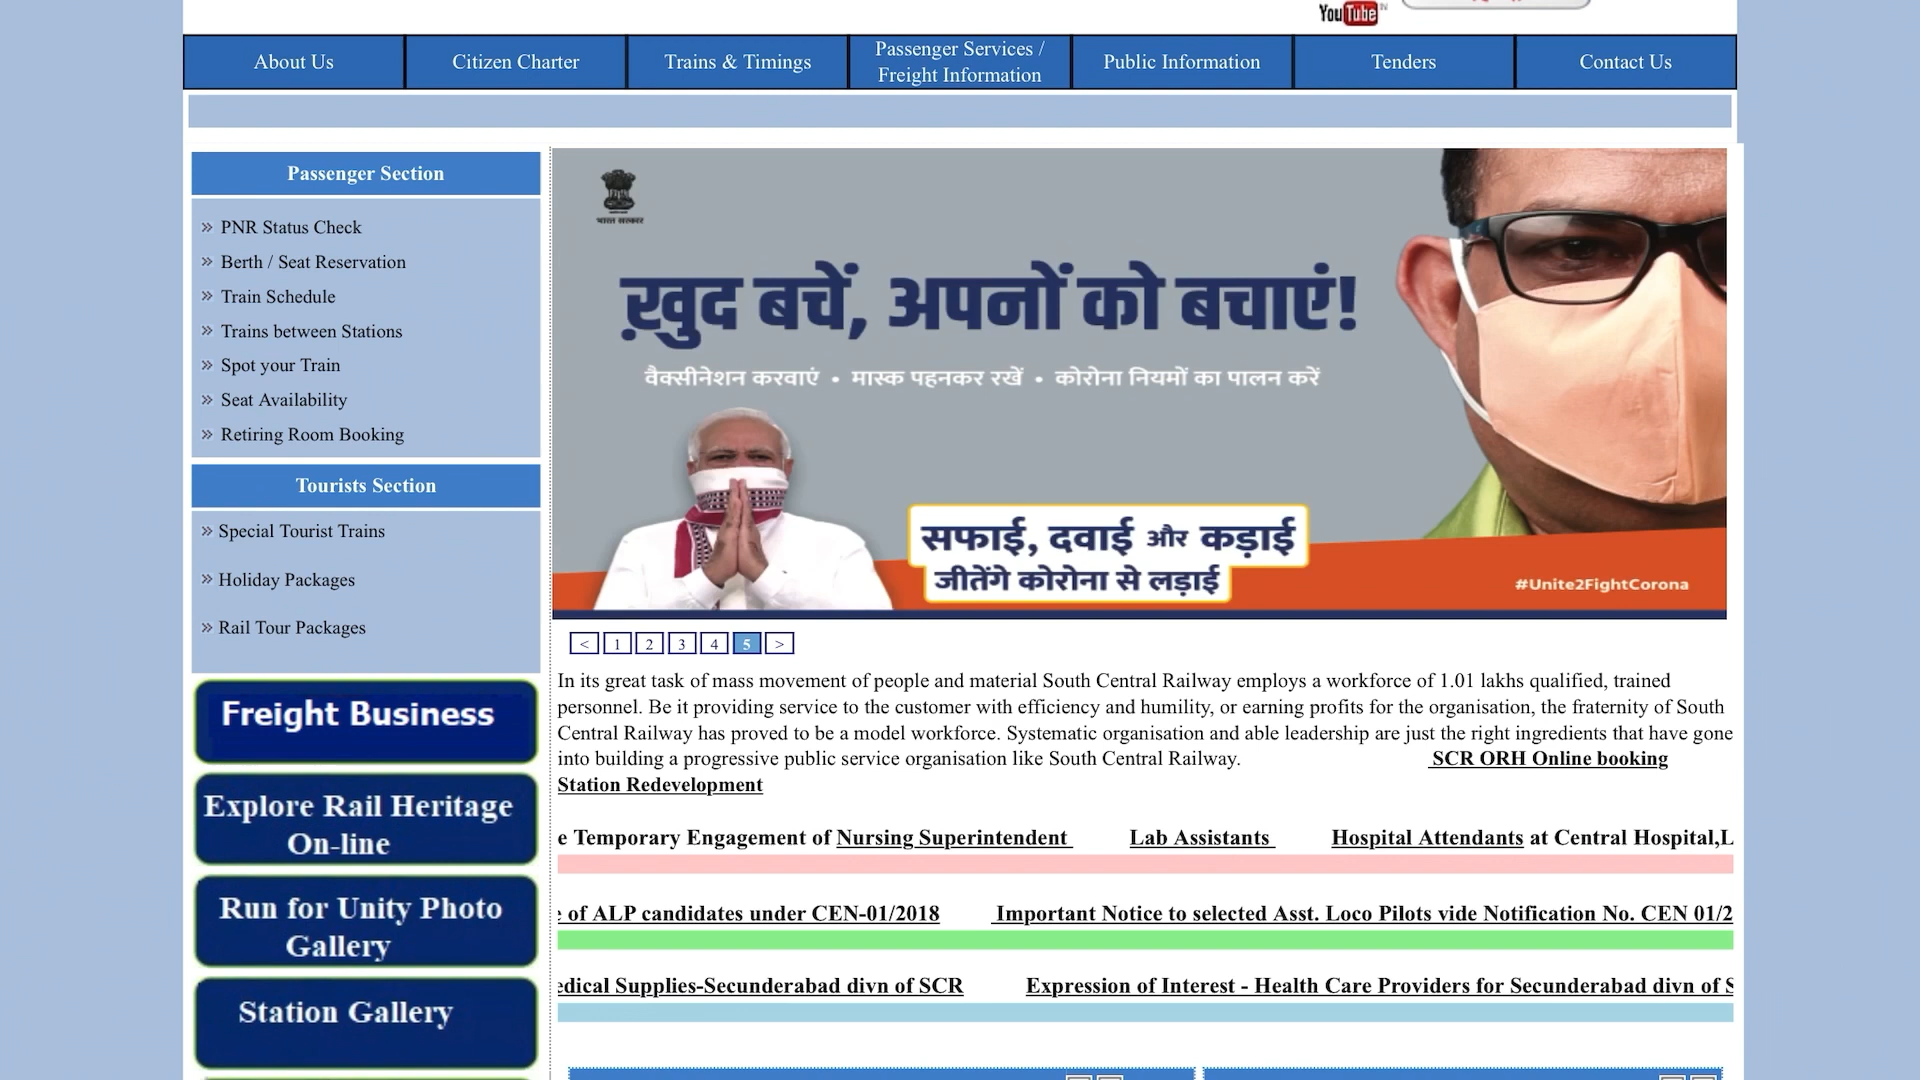 You Tube
About Us
Citizen Charter
Trains & Timings
Passenger Services /
Freight Information
Public Information
Tenders
Contact Us
Passenger Section
» PNR Status Check
» Berth / Seat Reservation
» Train Schedule
» Trains between Stations
» Spot your Train
» Seat Availability
» Retiring Room Booking
Tourists Section
» Special Tourist Trains
» Holiday Packages
» Rail Tour Packages
Freight Business
Explore Rail Heritage
On-line
Run for Unity Photo
Gallery
Station Gallery
भारत सरकार
ख़ुद बचें, अपनों को बचाएं!
वैक्सीनेशन करवाएं • मास्क पहनकर रखें • कोरोना नियमों का पालन करें
सफाई, दवाई और कड़ाई
जीतेंगे कोरोना से लड़ाई
#Unite2FightCorona
< 1 2 3 4 5 >
In its great task of mass movement of people and material South Central Railway employs a workforce of 1.01 lakhs qualified, trained
personnel. Be it providing service to the customer with efficiency and humility, or earning profits for the organisation, the fraternity of South
Central Railway has proved to be a model workforce. Systematic organisation and able leadership are just the right ingredients that have gone
into building a progressive public service organisation like South Central Railway. SCR ORH Online booking
Station Redevelopment
e Temporary Engagement of Nursing Superintendent Lab Assistants Hospital Attendants at Central Hospital,L
of ALP candidates under CEN-01/2018 Important Notice to selected Asst. Loco Pilots vide Notification No. CEN 01/2
edical Supplies-Secunderabad divn of SCR Expression of Interest - Health Care Providers for Secunderabad divn of S